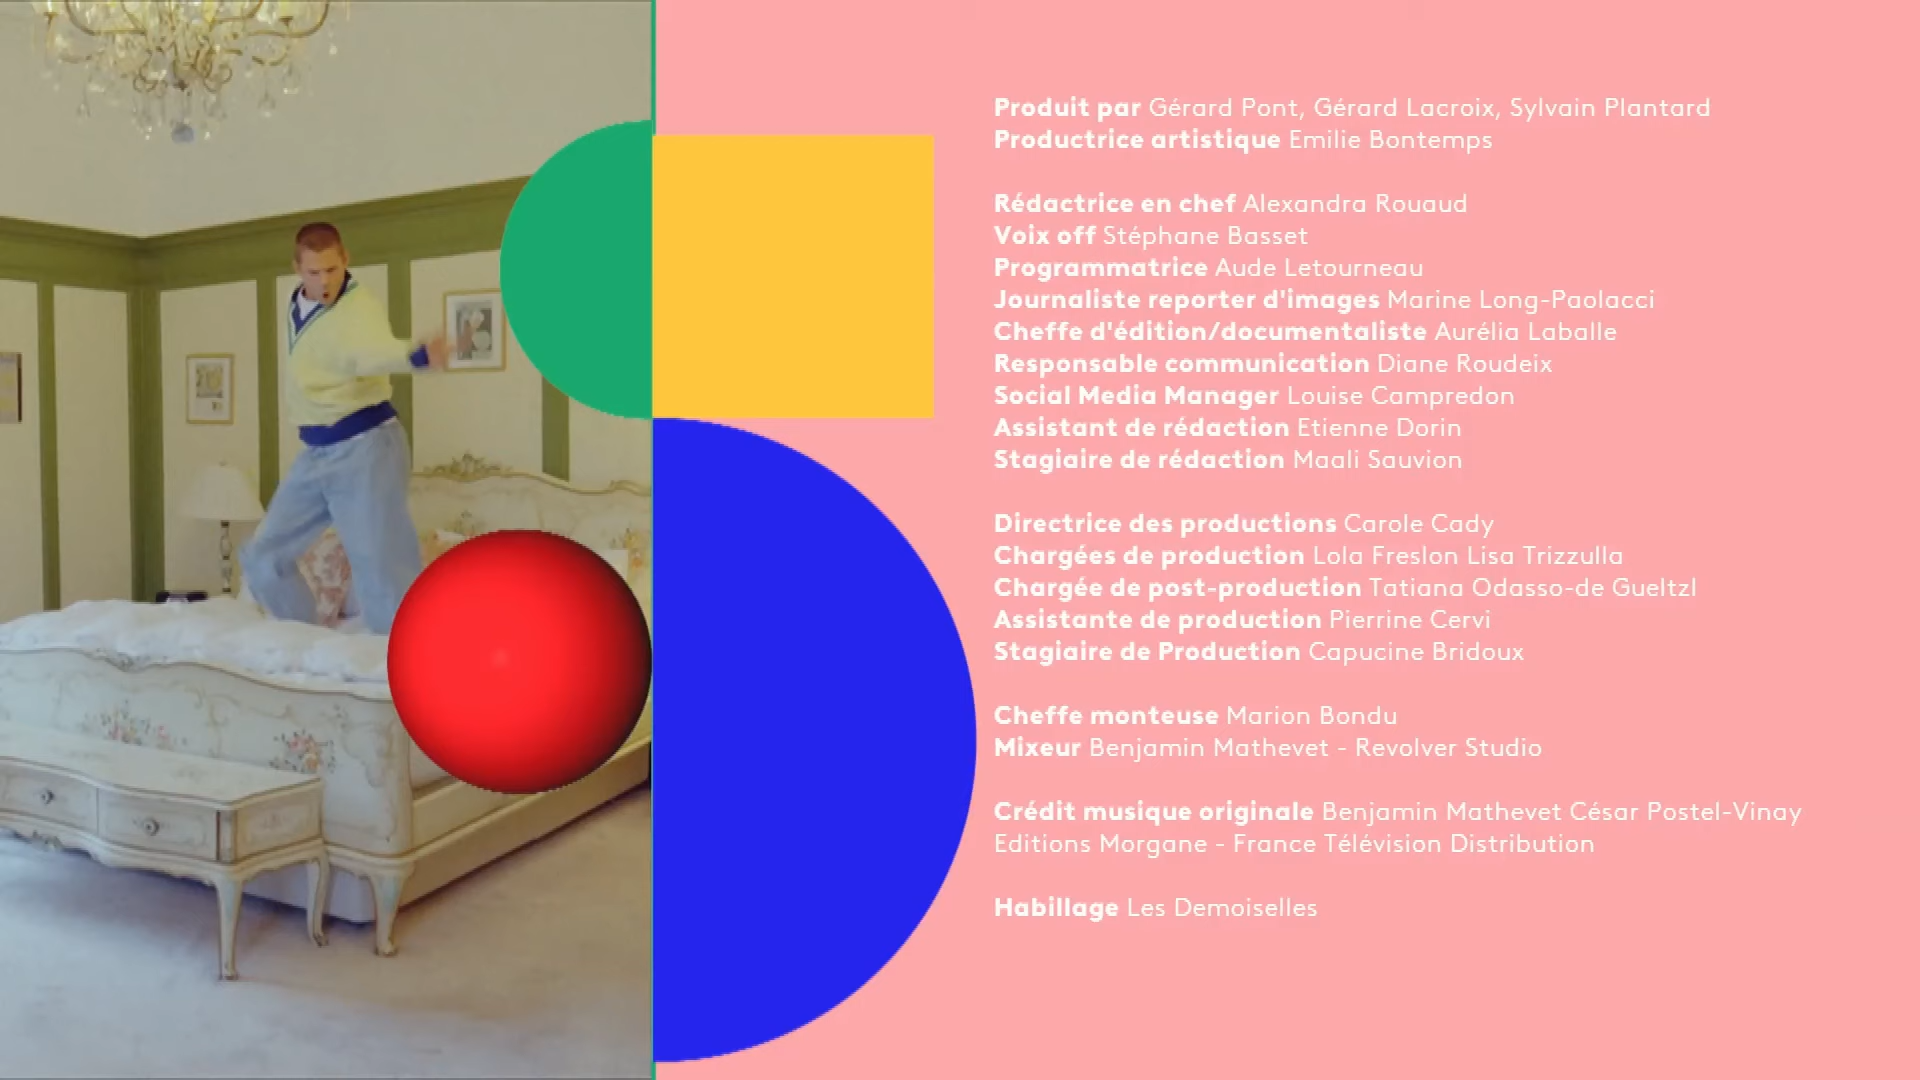 Produit par Gérard Pont, Gérard Lacroix, Sylvain Plantard
Productrice artistique Emilie Bontemps
Rédactrice en chef Alexandra Rouaud
Voix off Stéphane Basset
Programmatrice Aude Letourneau
Journaliste reporter d'images Marine Long-Paolacci
Cheffe d'édition/documentaliste Aurélia Laballe
Responsable communication Diane Roudeix
Social Media Manager Louise Campredon
Assistant de rédaction Etienne Dorin
Stagiaire de rédaction Maali Sauvion
Directrice des productions Carole Cady
Chargées de production Lola Freslon Lisa Trizzulla
Chargée de post-production Tatiana Odasso-de Gueltzl
Assistante de production Pierrine Cervi
Stagiaire de Production Capucine Bridoux
Cheffe monteuse Marion Bondu
Mixeur Benjamin Mathevet - Revolver Studio
Crédit musique originale Benjamin Mathevet César Postel-Vinay
Editions Morgane - France Télévision Distribution
Habillage Les Demoiselles